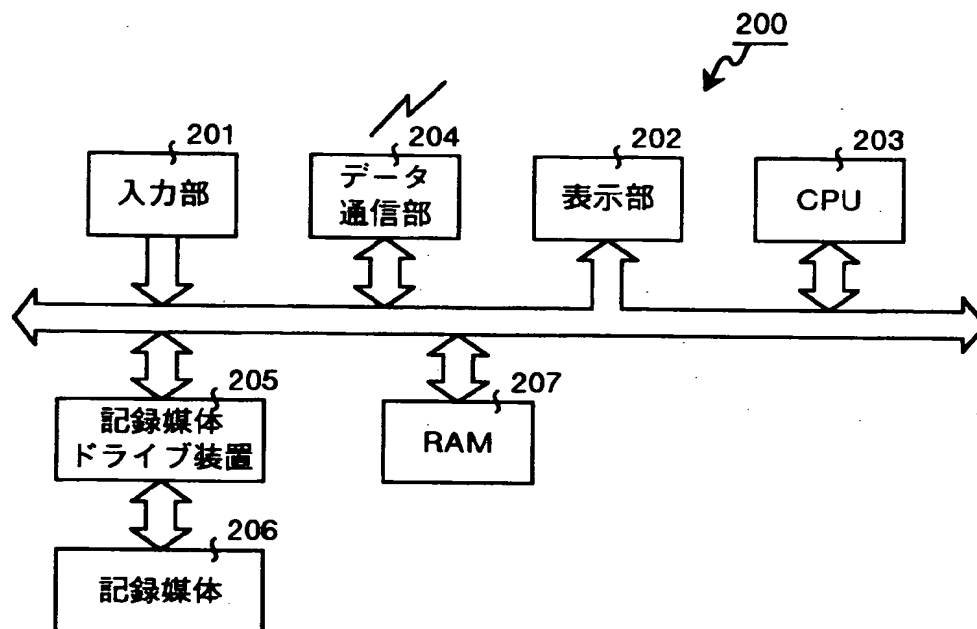 200
201
入力部
204
データ
通信部
202
表示部
203
CPU
205
記録媒体
ドライブ装置
207
RAM
206
記録媒体